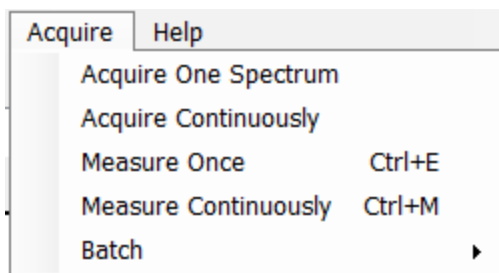 Acquire Help
Acquire One Spectrum
Acquire Continuously
Measure Once Ctrl+E
Measure Continuously Ctrl+M
Batch